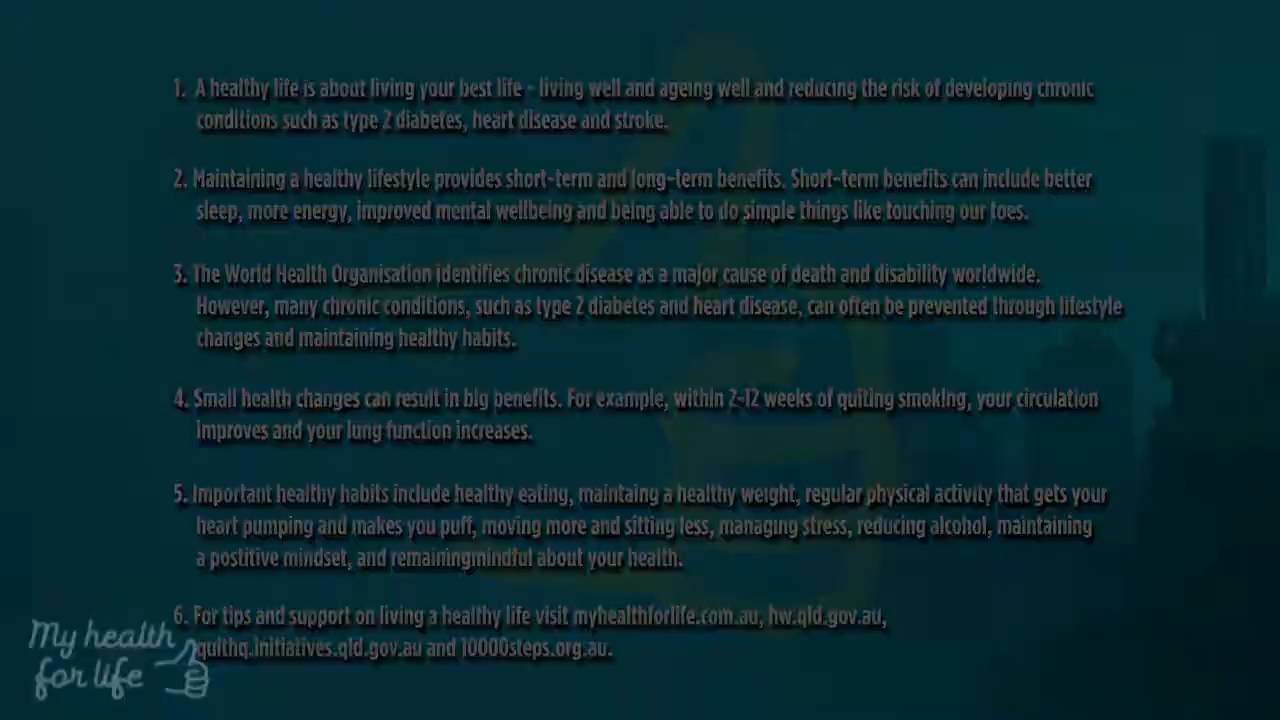 1. A healthy life is about living your best life - living well and ageing well and reducing the risk of developing chronic
conditions such as type 2 diabetes, heart disease and stroke.
2. Maintaining a healthy lifestyle provides short-term and long-term benefits. Short-term benefits can include better
sleep, more energy, improved mental wellbeing and being able to do simple things like touching our toes.
3. The World Health Organisation identifies chronic disease as a major cause of death and disability worldwide.
However, many chronic conditions, such as type 2 diabetes and heart disease, can often be prevented through lifestyle
changes and maintaining healthy habits.
4. Small health changes can result in big benefits. For example, within 2-12 weeks of quiting smoking, your circulation
improves and your lung function increases.
5. Important healthy habits include healthy eating, maintaing a healthy weight, regular physical activity that gets your
heart pumping and makes you puff, moving more and sitting less, managing stress, reducing alcohol, maintaining
a postitive mindset, and remainingmindful about your health.
6. For tips and support on living a healthy life visit myhealthforlife.com.au, hw.qld.gov.au,
quithq.initiatives.qld.gov.au and 10000steps.org.au.
My health
for life